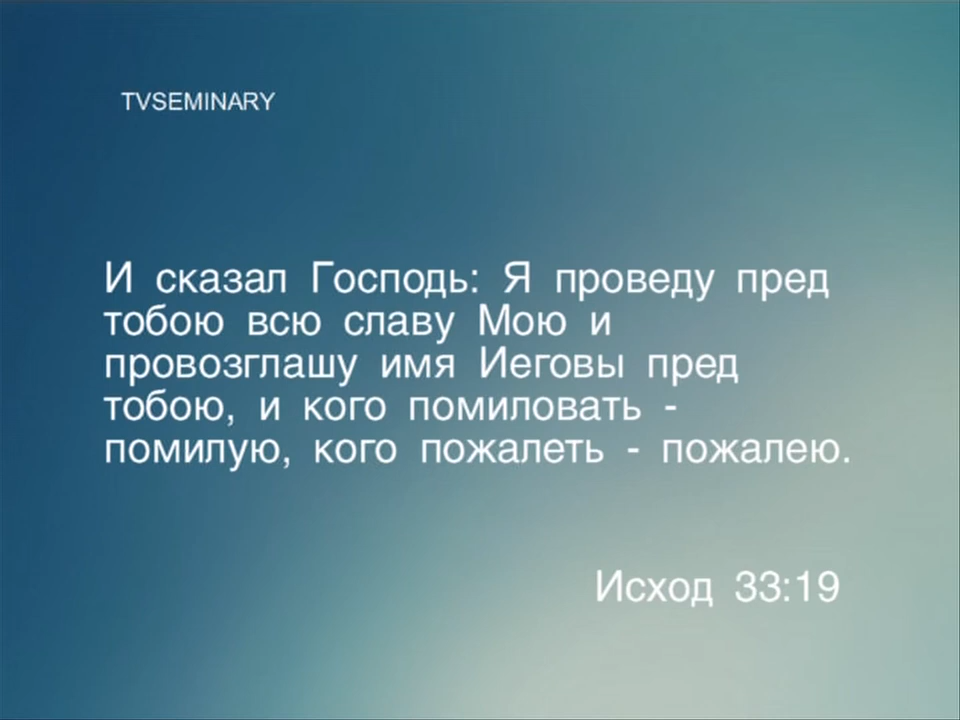 TVSEMINARY
И сказал Господь: Я проведу пред
тобою всю славу Мою и
провозглашу имя Иеговы пред
тобою, и кого помиловать -
помилую, кого пожалеть - пожалею.
Исход 33:19